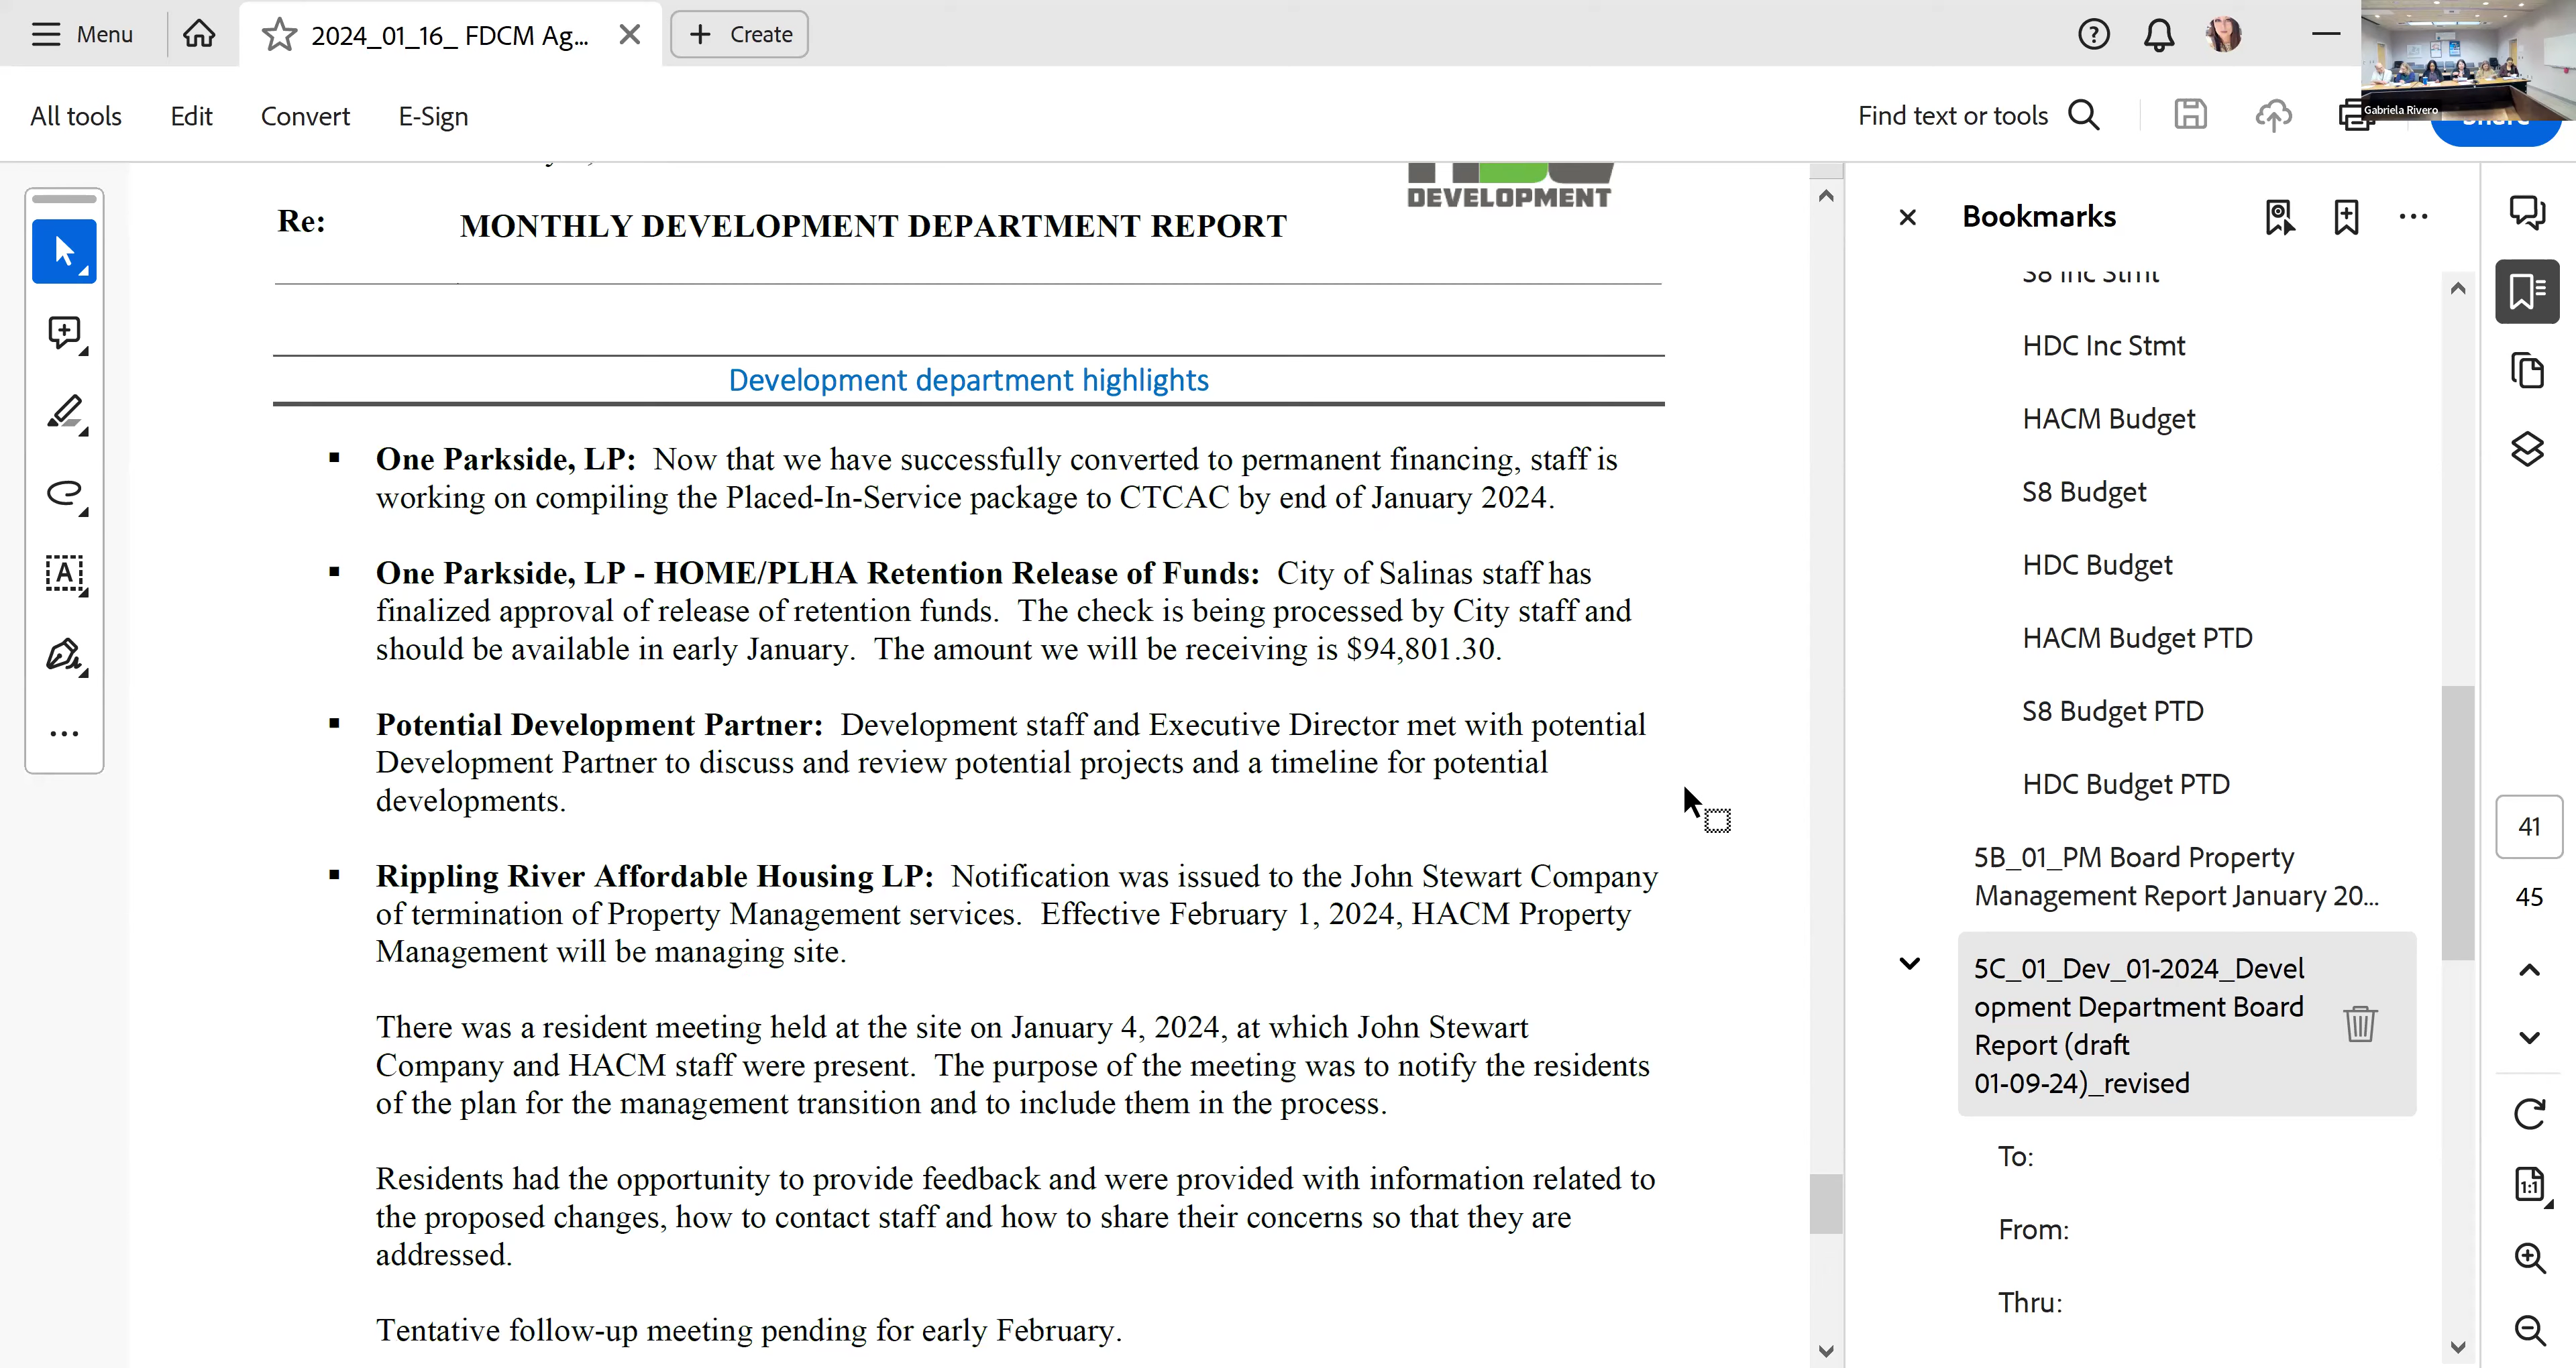 Menu
2024_01_16_ FDCM Ag...
Create
Gabriela Rivero
All tools
Edit
Convert
E-Sign
Find text or tools
Share
DEVELOPMENT
Re:
MONTHLY DEVELOPMENT DEPARTMENT REPORT
Development department highlights
▪ One Parkside, LP: Now that we have successfully converted to permanent financing, staff is
working on compiling the Placed-In-Service package to CTCAC by end of January 2024.
▪ One Parkside, LP - HOME/PLHA Retention Release of Funds: City of Salinas staff has
finalized approval of release of retention funds. The check is being processed by City staff and
should be available in early January. The amount we will be receiving is $94,801.30.
▪ Potential Development Partner: Development staff and Executive Director met with potential
Development Partner to discuss and review potential projects and a timeline for potential
developments.
▪ Rippling River Affordable Housing LP: Notification was issued to the John Stewart Company
of termination of Property Management services. Effective February 1, 2024, HACM Property
Management will be managing site.
There was a resident meeting held at the site on January 4, 2024, at which John Stewart
Company and HACM staff were present. The purpose of the meeting was to notify the residents
of the plan for the management transition and to include them in the process.
Residents had the opportunity to provide feedback and were provided with information related to
the proposed changes, how to contact staff and how to share their concerns so that they are
addressed.
Tentative follow-up meeting pending for early February.
Bookmarks
S8 Inc Stmt
HDC Inc Stmt
HACM Budget
S8 Budget
HDC Budget
HACM Budget PTD
S8 Budget PTD
HDC Budget PTD
5B_01_PM Board Property
Management Report January 20...
5C_01_Dev_01-2024_Devel
opment Department Board
Report (draft
01-09-24)_revised
To:
From:
Thru:
41
45
1:1